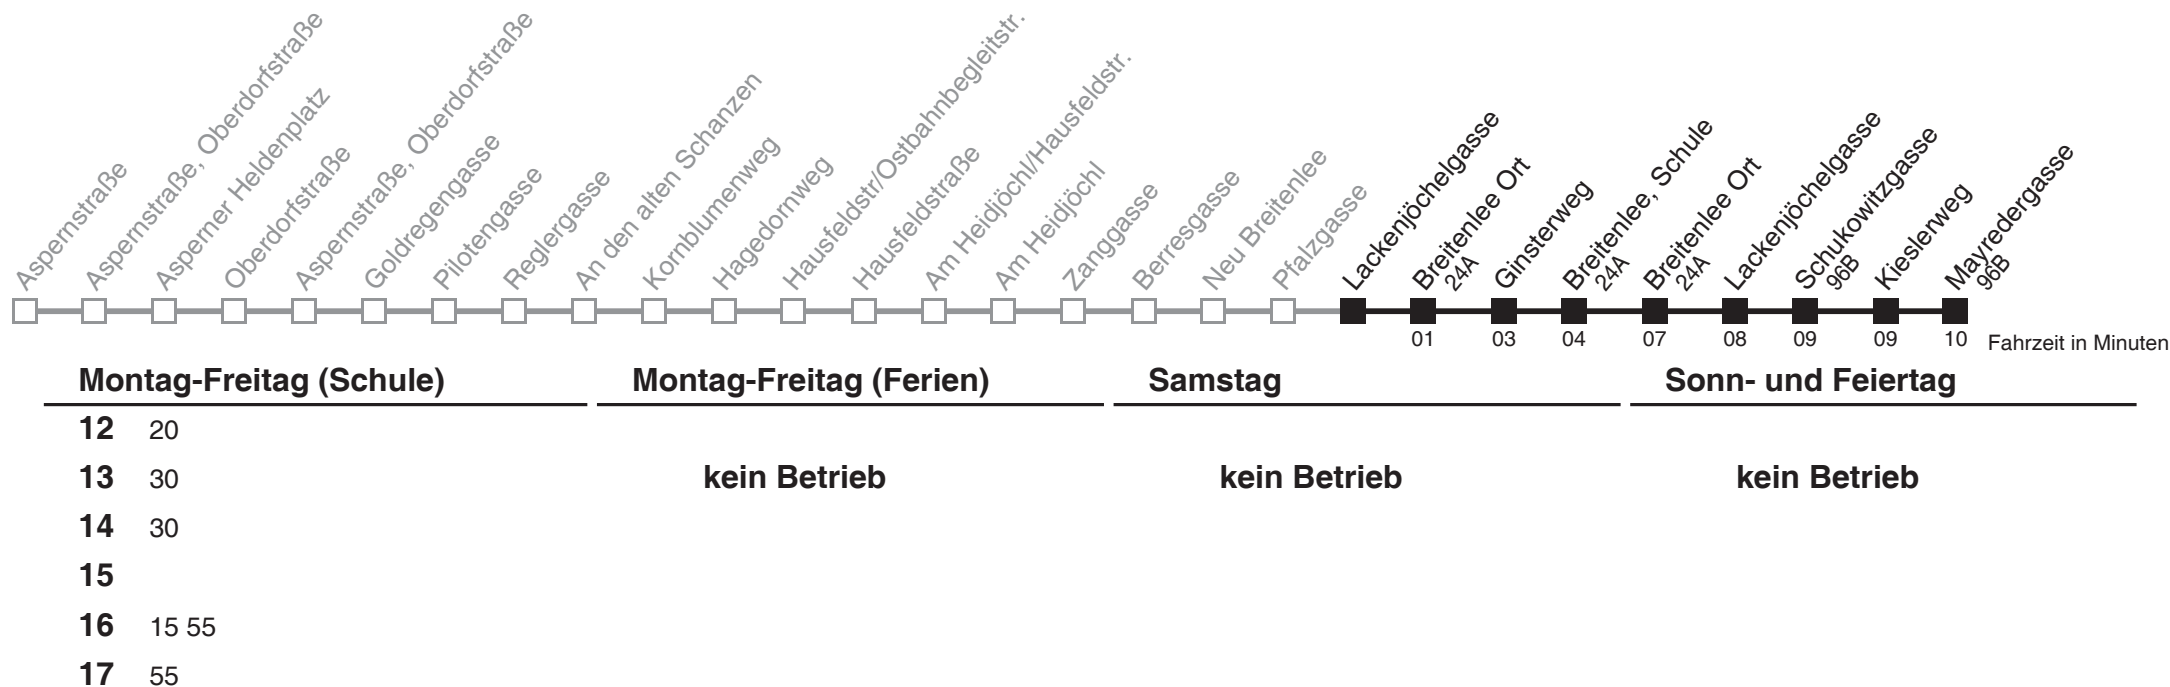 Aspernstraße
Aspernstraße, Oberdorfstraße
Asperner Heldenplatz
Oberdorfstraße
Aspernstraße, Oberdorfstraße
Goldregengasse
Pilotengasse
Reglergasse
An den alten Schanzen
Kornblumenweg
Hagedornweg
Hausfeldstr/Ostbahnbegleitstr.
Hausfeldstraße
Am Heidjöchl/Hausfeldstr.
Am Heidjöchl
Zanggasse
Berresgasse
Neu Breitenlee
Pfalzgasse
Lackenjöchelgasse
Breitenlee Ort
24A
Ginsterweg
Breitenlee, Schule
24A
Breitenlee Ort
24A
Lackenjöchelgasse
Schukowitzgasse
96B
Kieslerweg
Mayredergasse
96B
01 03 04 07 08 09 09 10 Fahrzeit in Minuten
Montag-Freitag (Schule) Montag-Freitag (Ferien) Samstag Sonn- und Feiertag
12 20
13 30 kein Betrieb kein Betrieb kein Betrieb
14 30
15
16 15 55
17 55